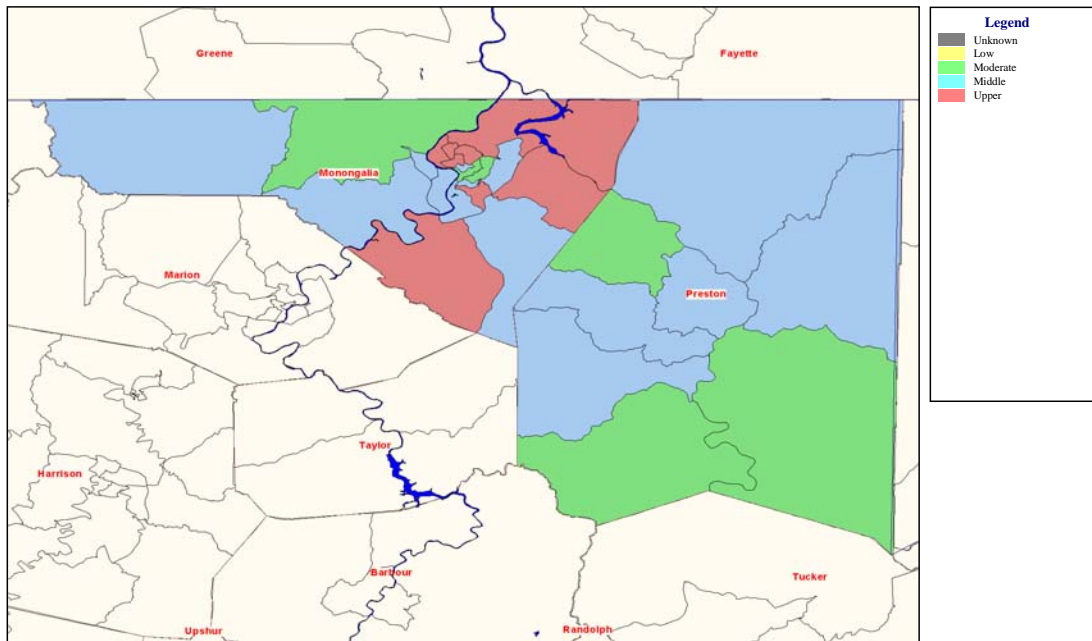 Legend
Unknown
Low
Moderate
Middle
Upper
Greene
Fayette
Monongalia
Marion
Preston
Taylor
Harrison
Barbour
Tucker
Upshur
Randolph